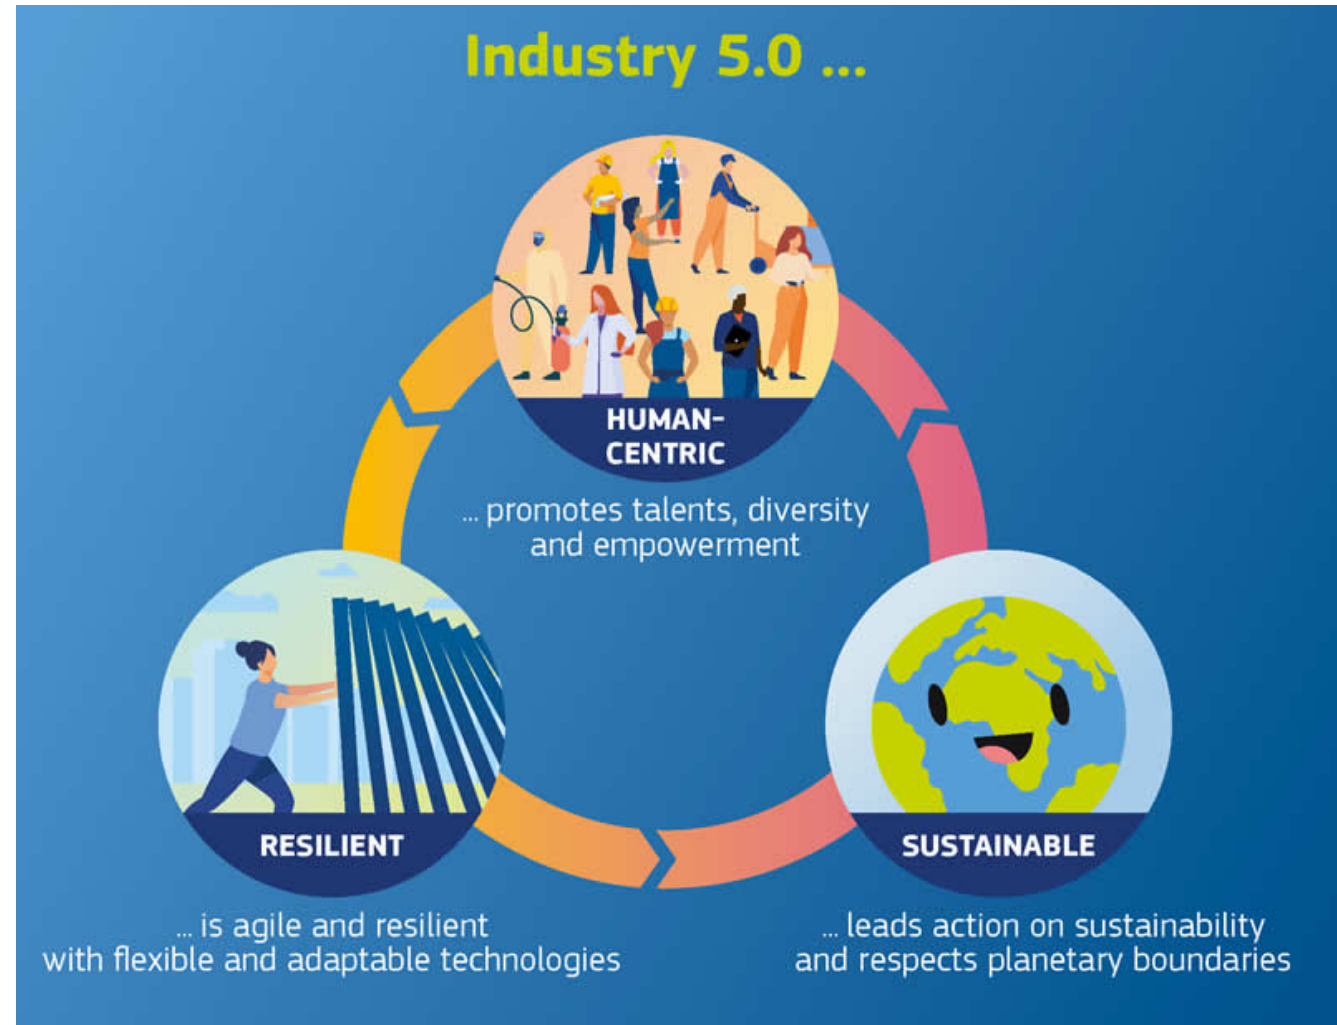 Industry 5.0 ...
HUMAN-
CENTRIC
... promotes talents, diversity
and empowerment
RESILIENT
... is agile and resilient
with flexible and adaptable technologies
SUSTAINABLE
... leads action on sustainability
and respects planetary boundaries